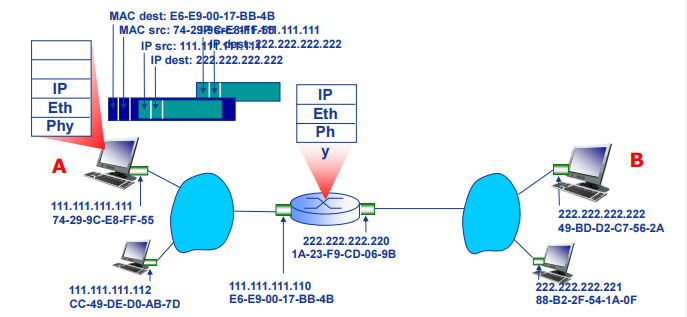 MAC dest: E6-E9-00-17-BB-4B
MAC src: 74-29-9C-E8-FF-55
IP src: 111.111.111.111
IP dest: 222.222.222.222
IP src: 111.111.111.111
IP dest: 222.222.222.222
IP
Eth
Phy
IP
Eth
Ph
y
A
B
111.111.111.111
74-29-9C-E8-FF-55
222.222.222.222
49-BD-D2-C7-56-2A
222.222.222.220
1A-23-F9-CD-06-9B
111.111.111.112
CC-49-DE-D0-AB-7D
111.111.111.110
E6-E9-00-17-BB-4B
222.222.222.221
88-B2-2F-54-1A-0F